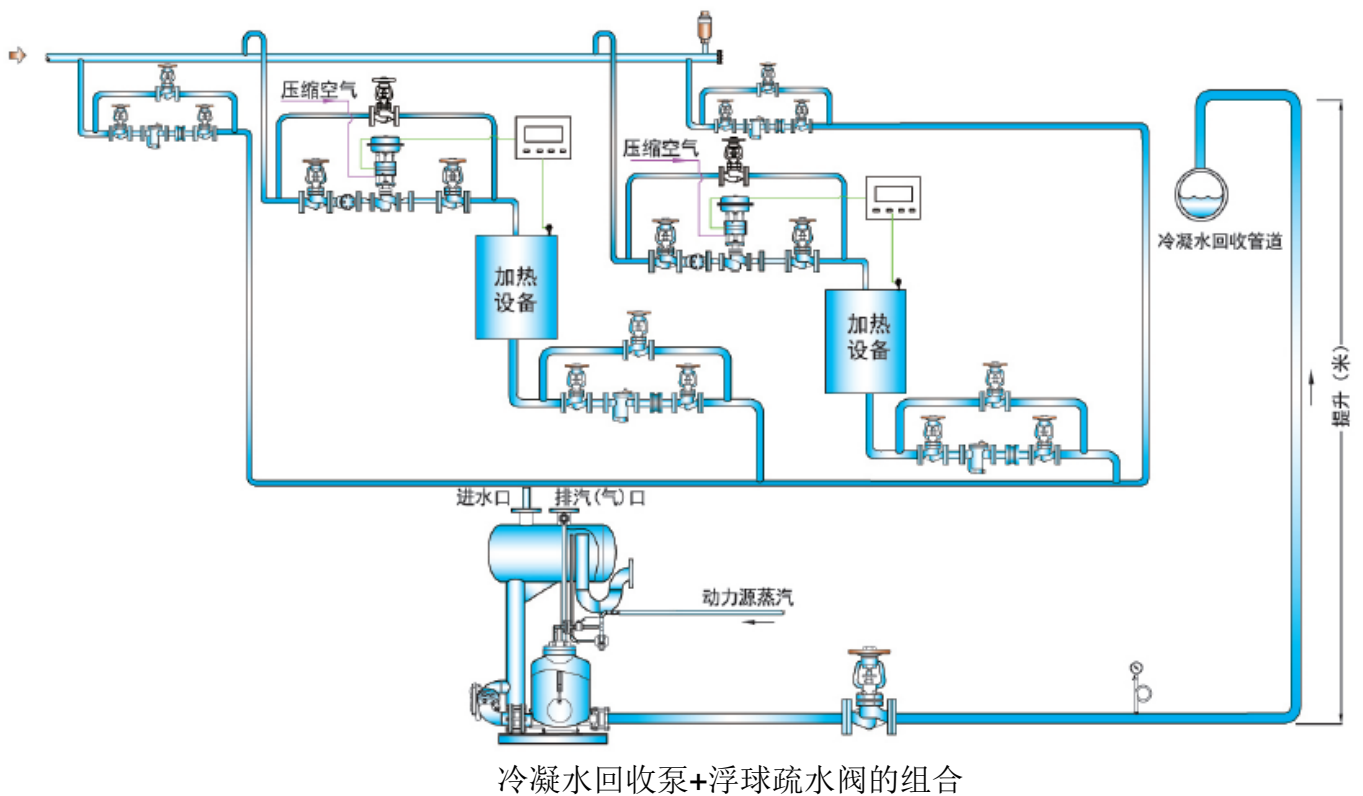 压缩空气
压缩空气
加热
设备
加热
设备
冷凝水回收管道
提升（米）
进水口
排汽(气)口
动力源蒸汽
冷凝水回收泵+浮球疏水阀的组合